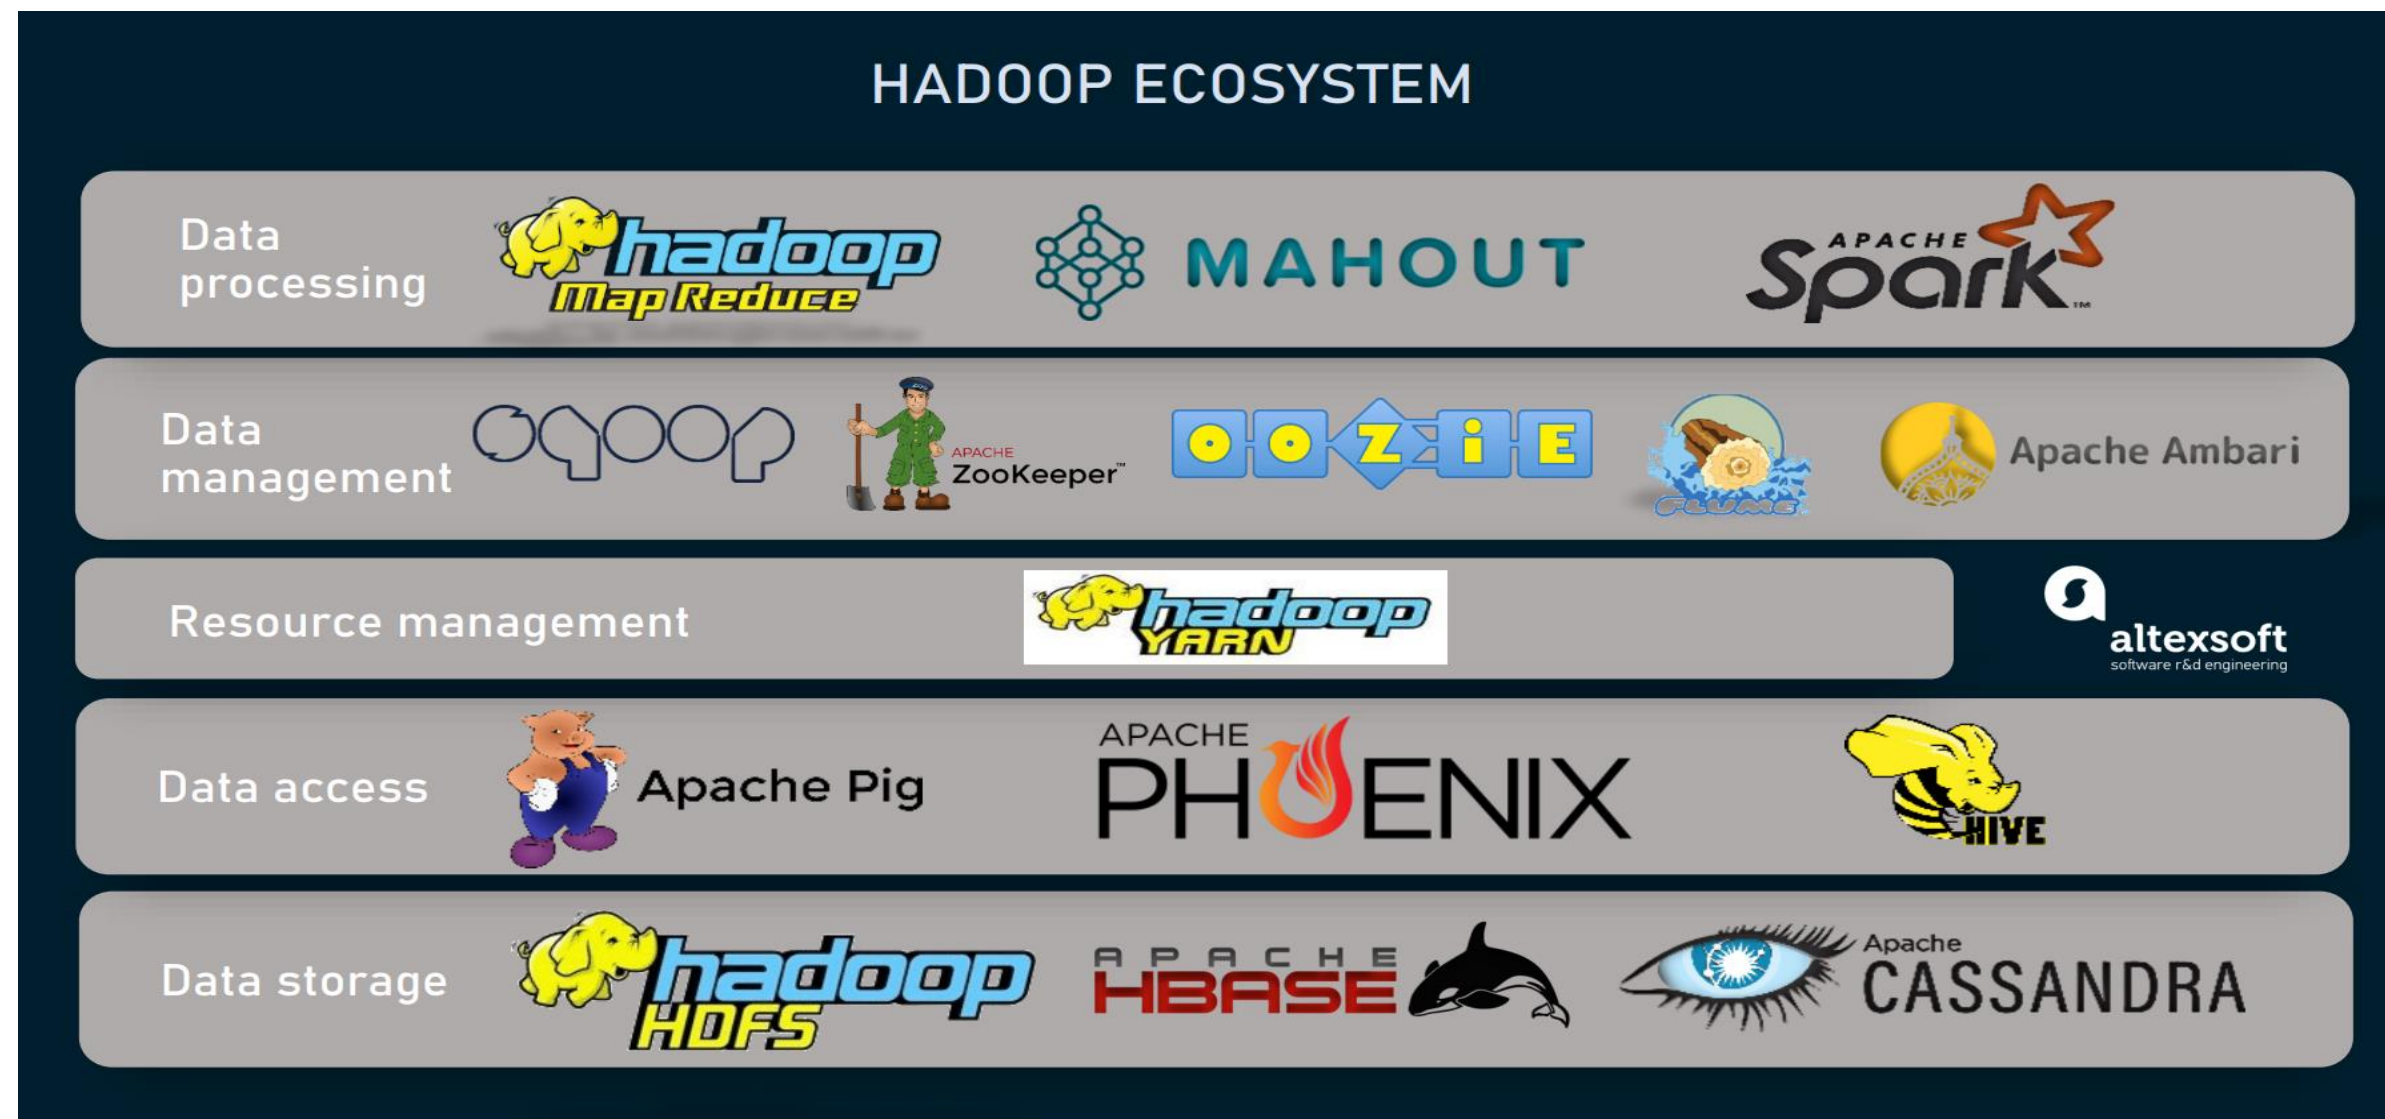 HADOOP ECOSYSTEM
Data
processing
hadoop
Map Reduce
MAHOUT
APACHE
Spark™
Data
management
sqoop
APACHE
ZooKeeper™
OOZiE
FLUME
Apache Ambari
Resource management
hadoop
YARN
altexsoft
software r&d engineering
Data access
Apache Pig
APACHE
PHOENIX
HIVE
Data storage
hadoop
HDFS
APACHE
HBASE
Apache
CASSANDRA